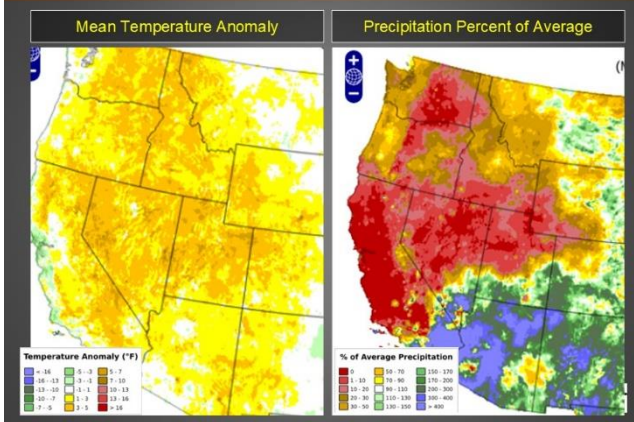 Mean Temperature Anomaly
Precipitation Percent of Average
+
(M
−
−
Temperature Anomaly (°F)
< -16
-5 - -3
5 - 7
-16 - -13
-3 - -1
7 - 10
-13 - -10
-1 - 1
10 - 13
-10 - -7
1 - 3
13 - 16
-7 - -5
3 - 5
> 16
% of Average Precipitation
0
50 - 70
150 - 170
1 - 10
70 - 90
170 - 200
10 - 20
90 - 110
200 - 300
20 - 30
110 - 130
300 - 400
30 - 50
130 - 150
> 400